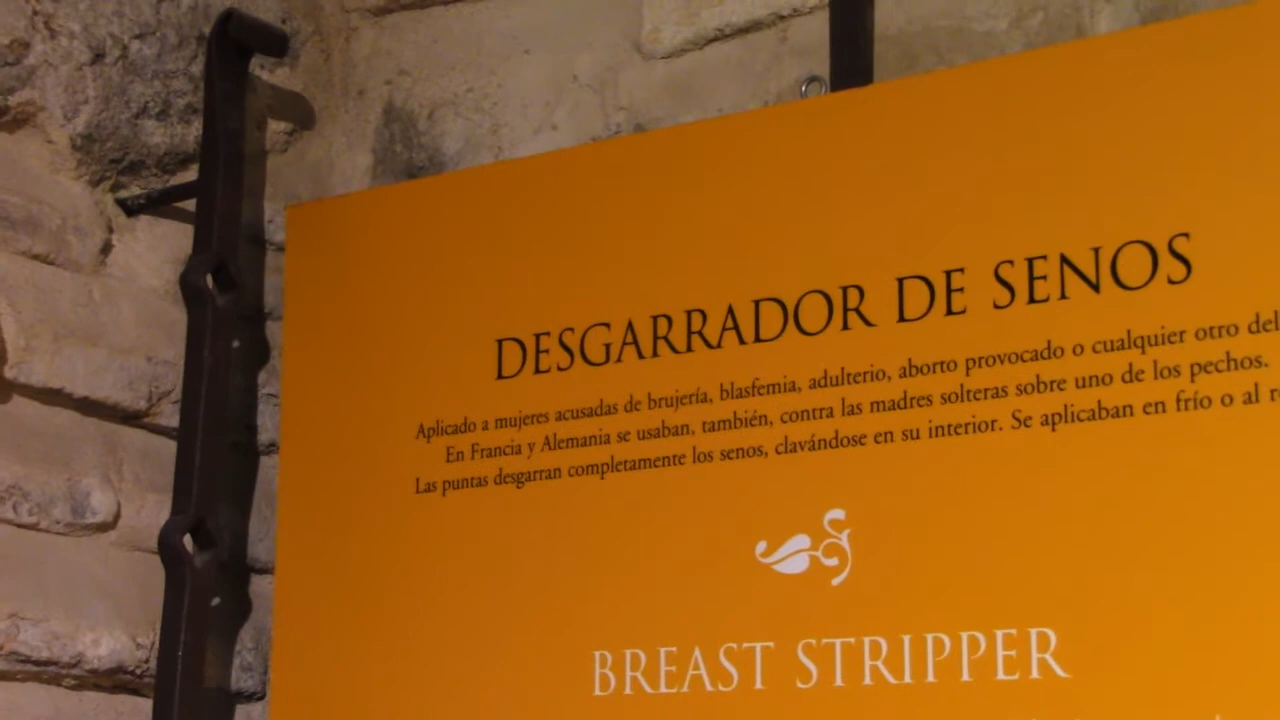 DESGARRADOR DE SENOS
Aplicado a mujeres acusadas de brujería, blasfemia, adulterio, aborto provocado o cualquier otro
En Francia y Alemania se usaban, también, contra las madres solteras sobre uno de los pechos.
Las puntas desgarran completamente los senos, clavándose en su interior. Se aplicaban en frío o al
BREAST STRIPPER